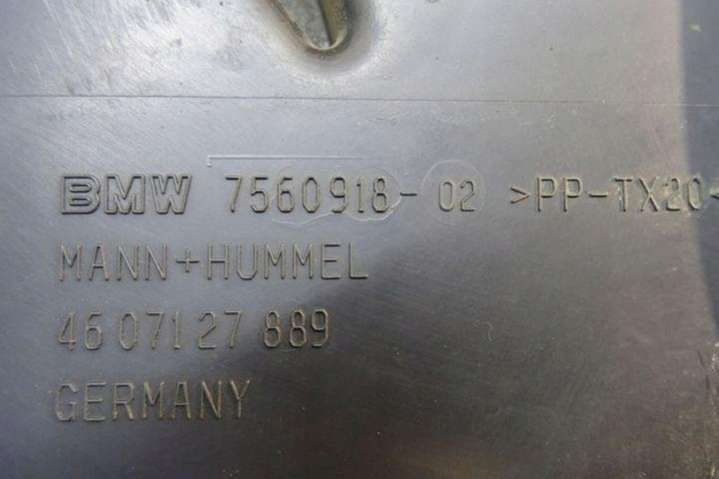 BMW 7560918-02 >PP-TX20-
MANN+HUMMEL
46 071 27 889
GERMANY